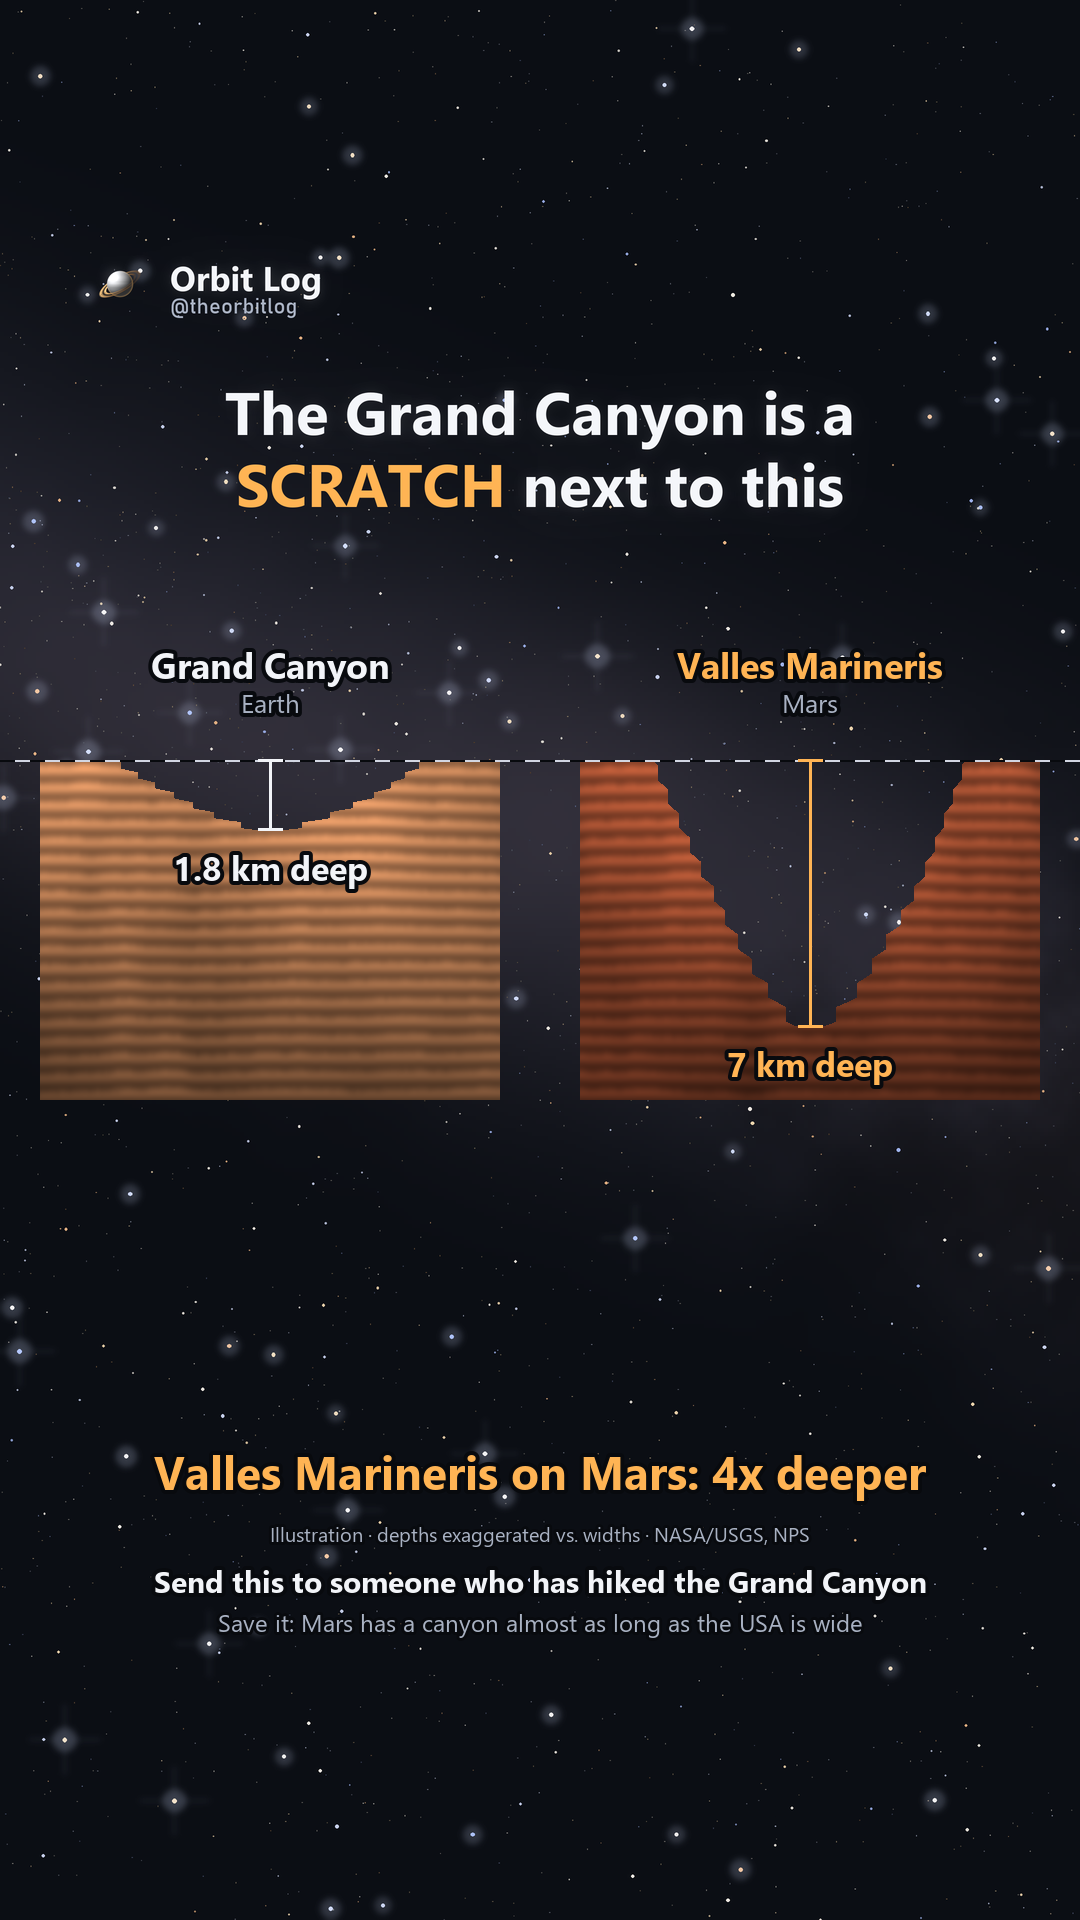 Orbit Log
@theorbitlog
The Grand Canyon is a
SCRATCH next to this
Grand Canyon
Earth
Valles Marineris
Mars
1.8 km deep
7 km deep
Valles Marineris on Mars: 4x deeper
Illustration · depths exaggerated vs. widths · NASA/USGS, NPS
Send this to someone who has hiked the Grand Canyon
Save it: Mars has a canyon almost as long as the USA is wide